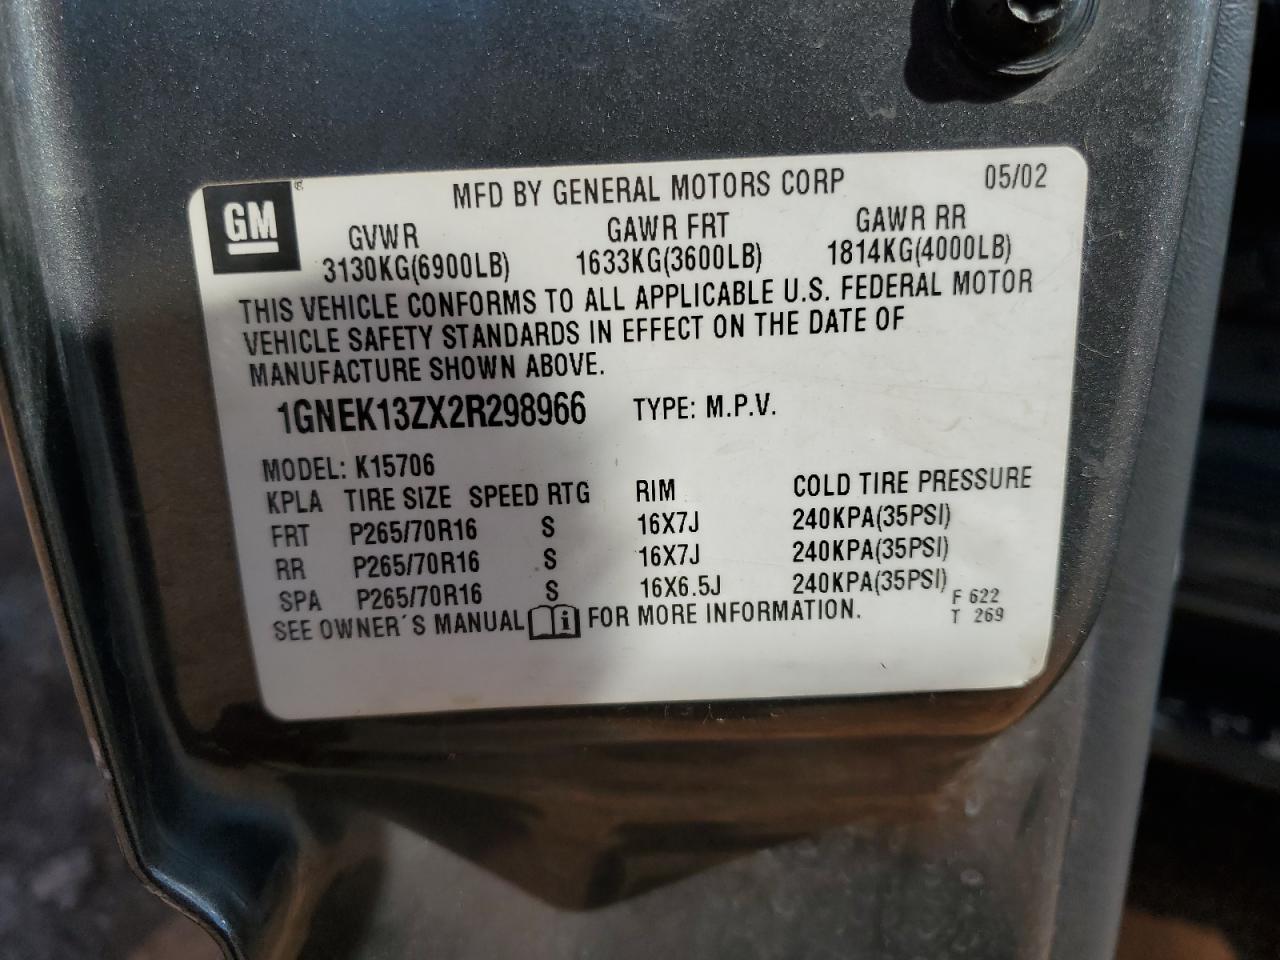 GM ®
MFD BY GENERAL MOTORS CORP 05/02
GVWR GAWR FRT GAWR RR
3130KG(6900LB) 1633KG(3600LB) 1814KG(4000LB)
THIS VEHICLE CONFORMS TO ALL APPLICABLE U.S. FEDERAL MOTOR
VEHICLE SAFETY STANDARDS IN EFFECT ON THE DATE OF
MANUFACTURE SHOWN ABOVE.
1GNEK13ZX2R298966 TYPE: M.P.V.
MODEL: K15706
KPLA TIRE SIZE SPEED RTG RIM COLD TIRE PRESSURE
FRT P265/70R16 S 16X7J 240KPA(35PSI)
RR P265/70R16 S 16X7J 240KPA(35PSI)
SPA P265/70R16 S 16X6.5J 240KPA(35PSI)
SEE OWNER´S MANUAL i FOR MORE INFORMATION.
F 622
T 269